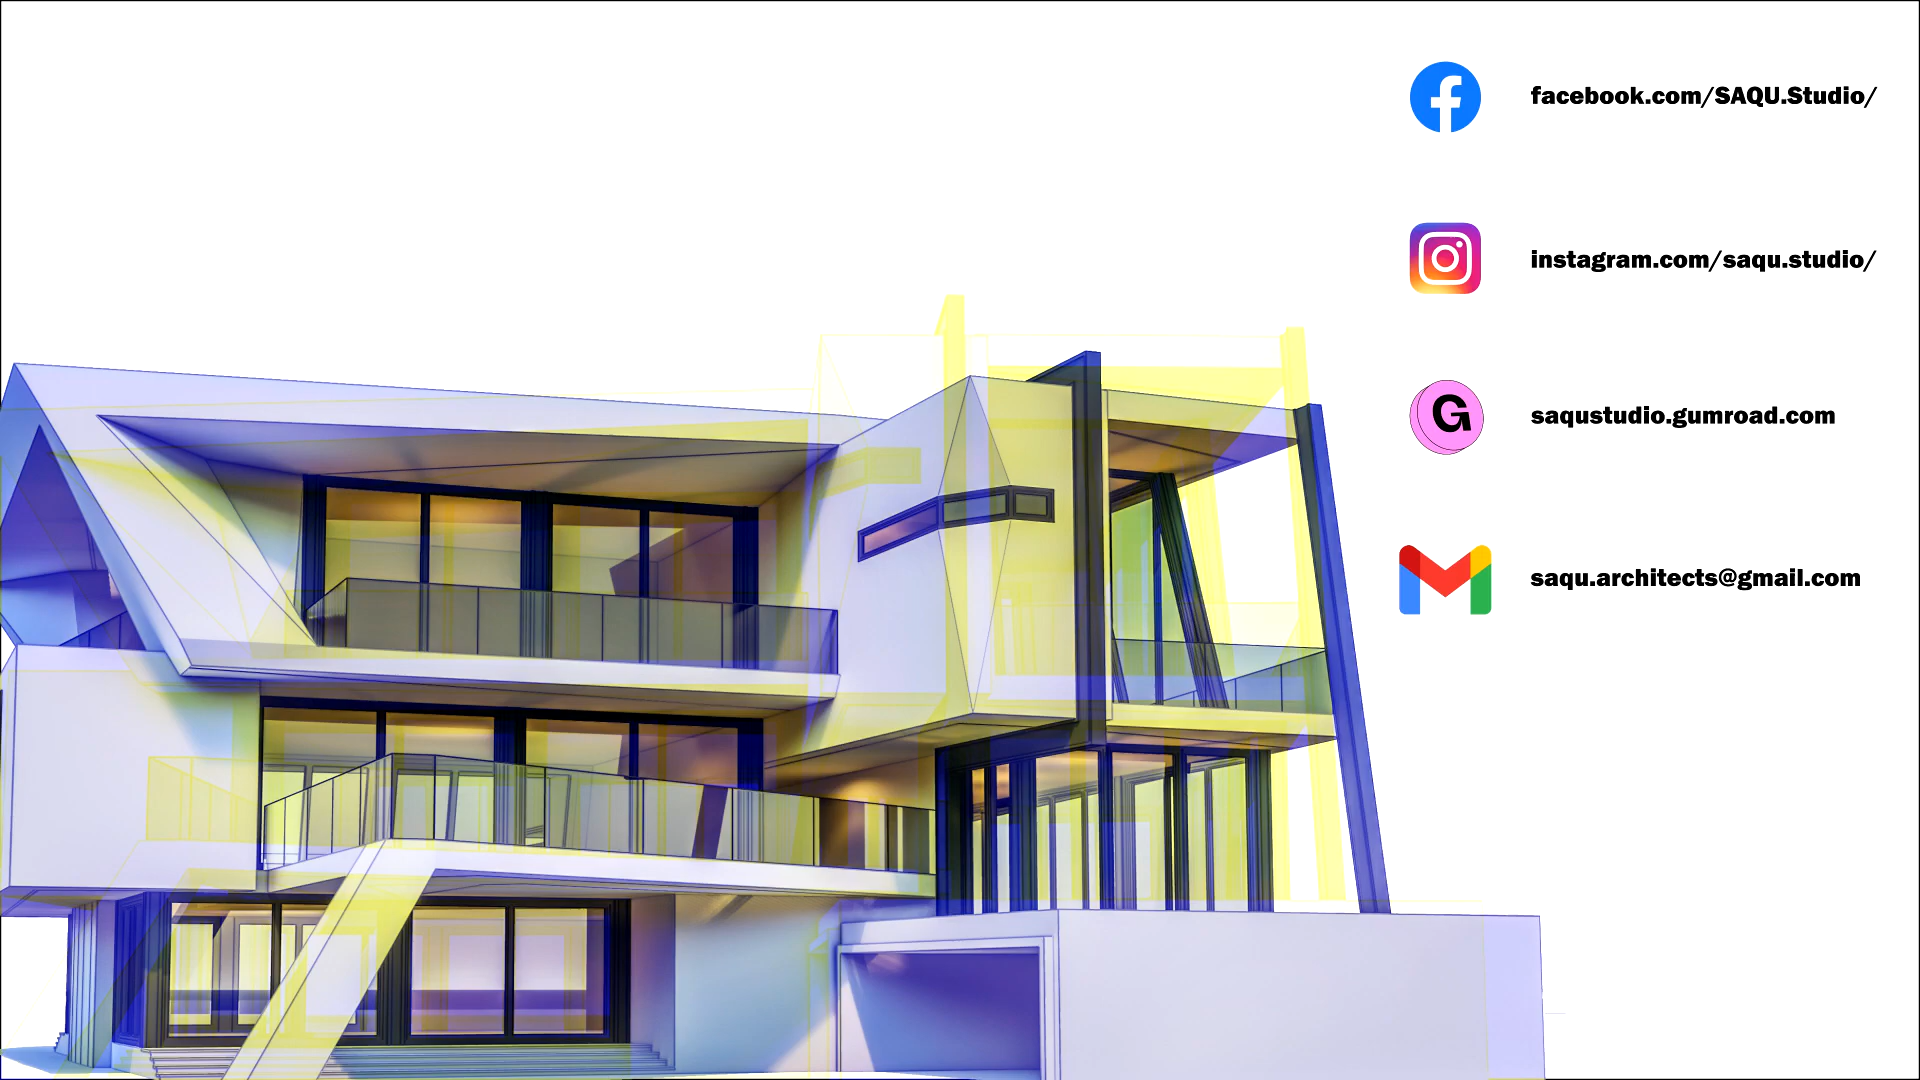 facebook.com/SAQU.Studio/
instagram.com/saqu.studio/
G
saqustudio.gumroad.com
saqu.architects@gmail.com